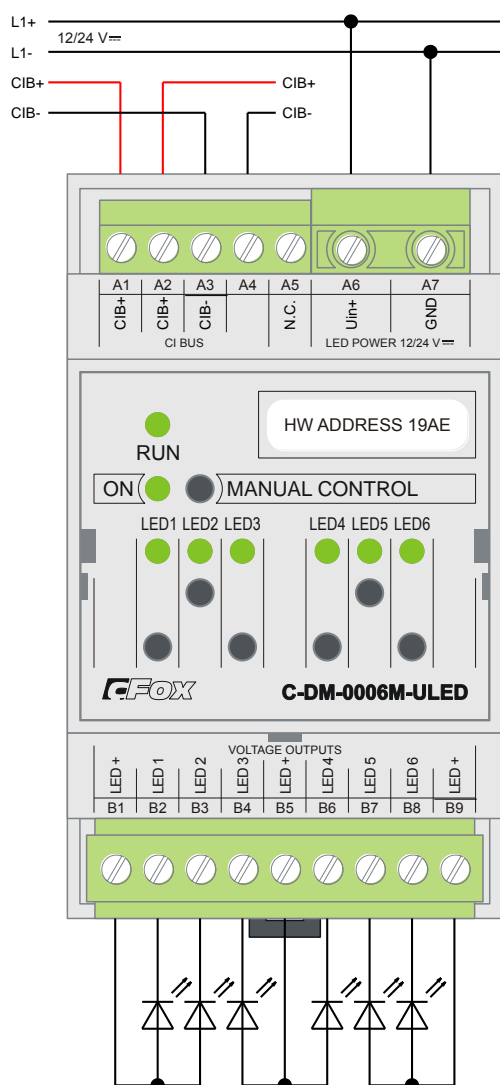 L1+
12/24 V⎓
L1-
CIB+ CIB+
CIB- CIB-
A1 A2 A3 A4 A5 A6 A7
CIB+ CIB+ CIB- N.C. Uin+ GND
CI BUS LED POWER 12/24 V⎓
HW ADDRESS 19AE
RUN
ON MANUAL CONTROL
LED1 LED2 LED3 LED4 LED5 LED6
CFOX C-DM-0006M-ULED
VOLTAGE OUTPUTS
LED + LED 1 LED 2 LED 3 LED + LED 4 LED 5 LED 6 LED +
B1 B2 B3 B4 B5 B6 B7 B8 B9